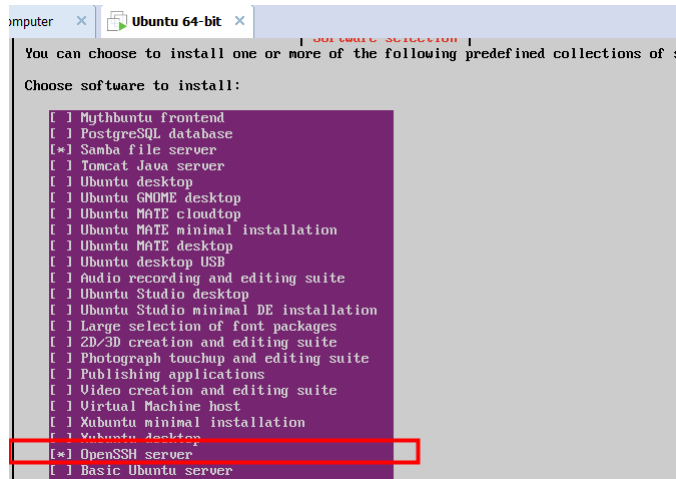 omputer × Ubuntu 64-bit ×
Software selection
You can choose to install one or more of the following predefined collections of s
Choose software to install:
[ ] Mythbuntu frontend
[ ] PostgreSQL database
[*] Samba file server
[ ] Tomcat Java server
[ ] Ubuntu desktop
[ ] Ubuntu GNOME desktop
[ ] Ubuntu MATE cloudtop
[ ] Ubuntu MATE minimal installation
[ ] Ubuntu MATE desktop
[ ] Ubuntu desktop USB
[ ] Audio recording and editing suite
[ ] Ubuntu Studio desktop
[ ] Ubuntu Studio minimal DE installation
[ ] Large selection of font packages
[ ] 2D/3D creation and editing suite
[ ] Photograph touchup and editing suite
[ ] Publishing applications
[ ] Video creation and editing suite
[ ] Virtual Machine host
[ ] Xubuntu minimal installation
[ ] Xubuntu desktop
[*] OpenSSH server
[ ] Basic Ubuntu server